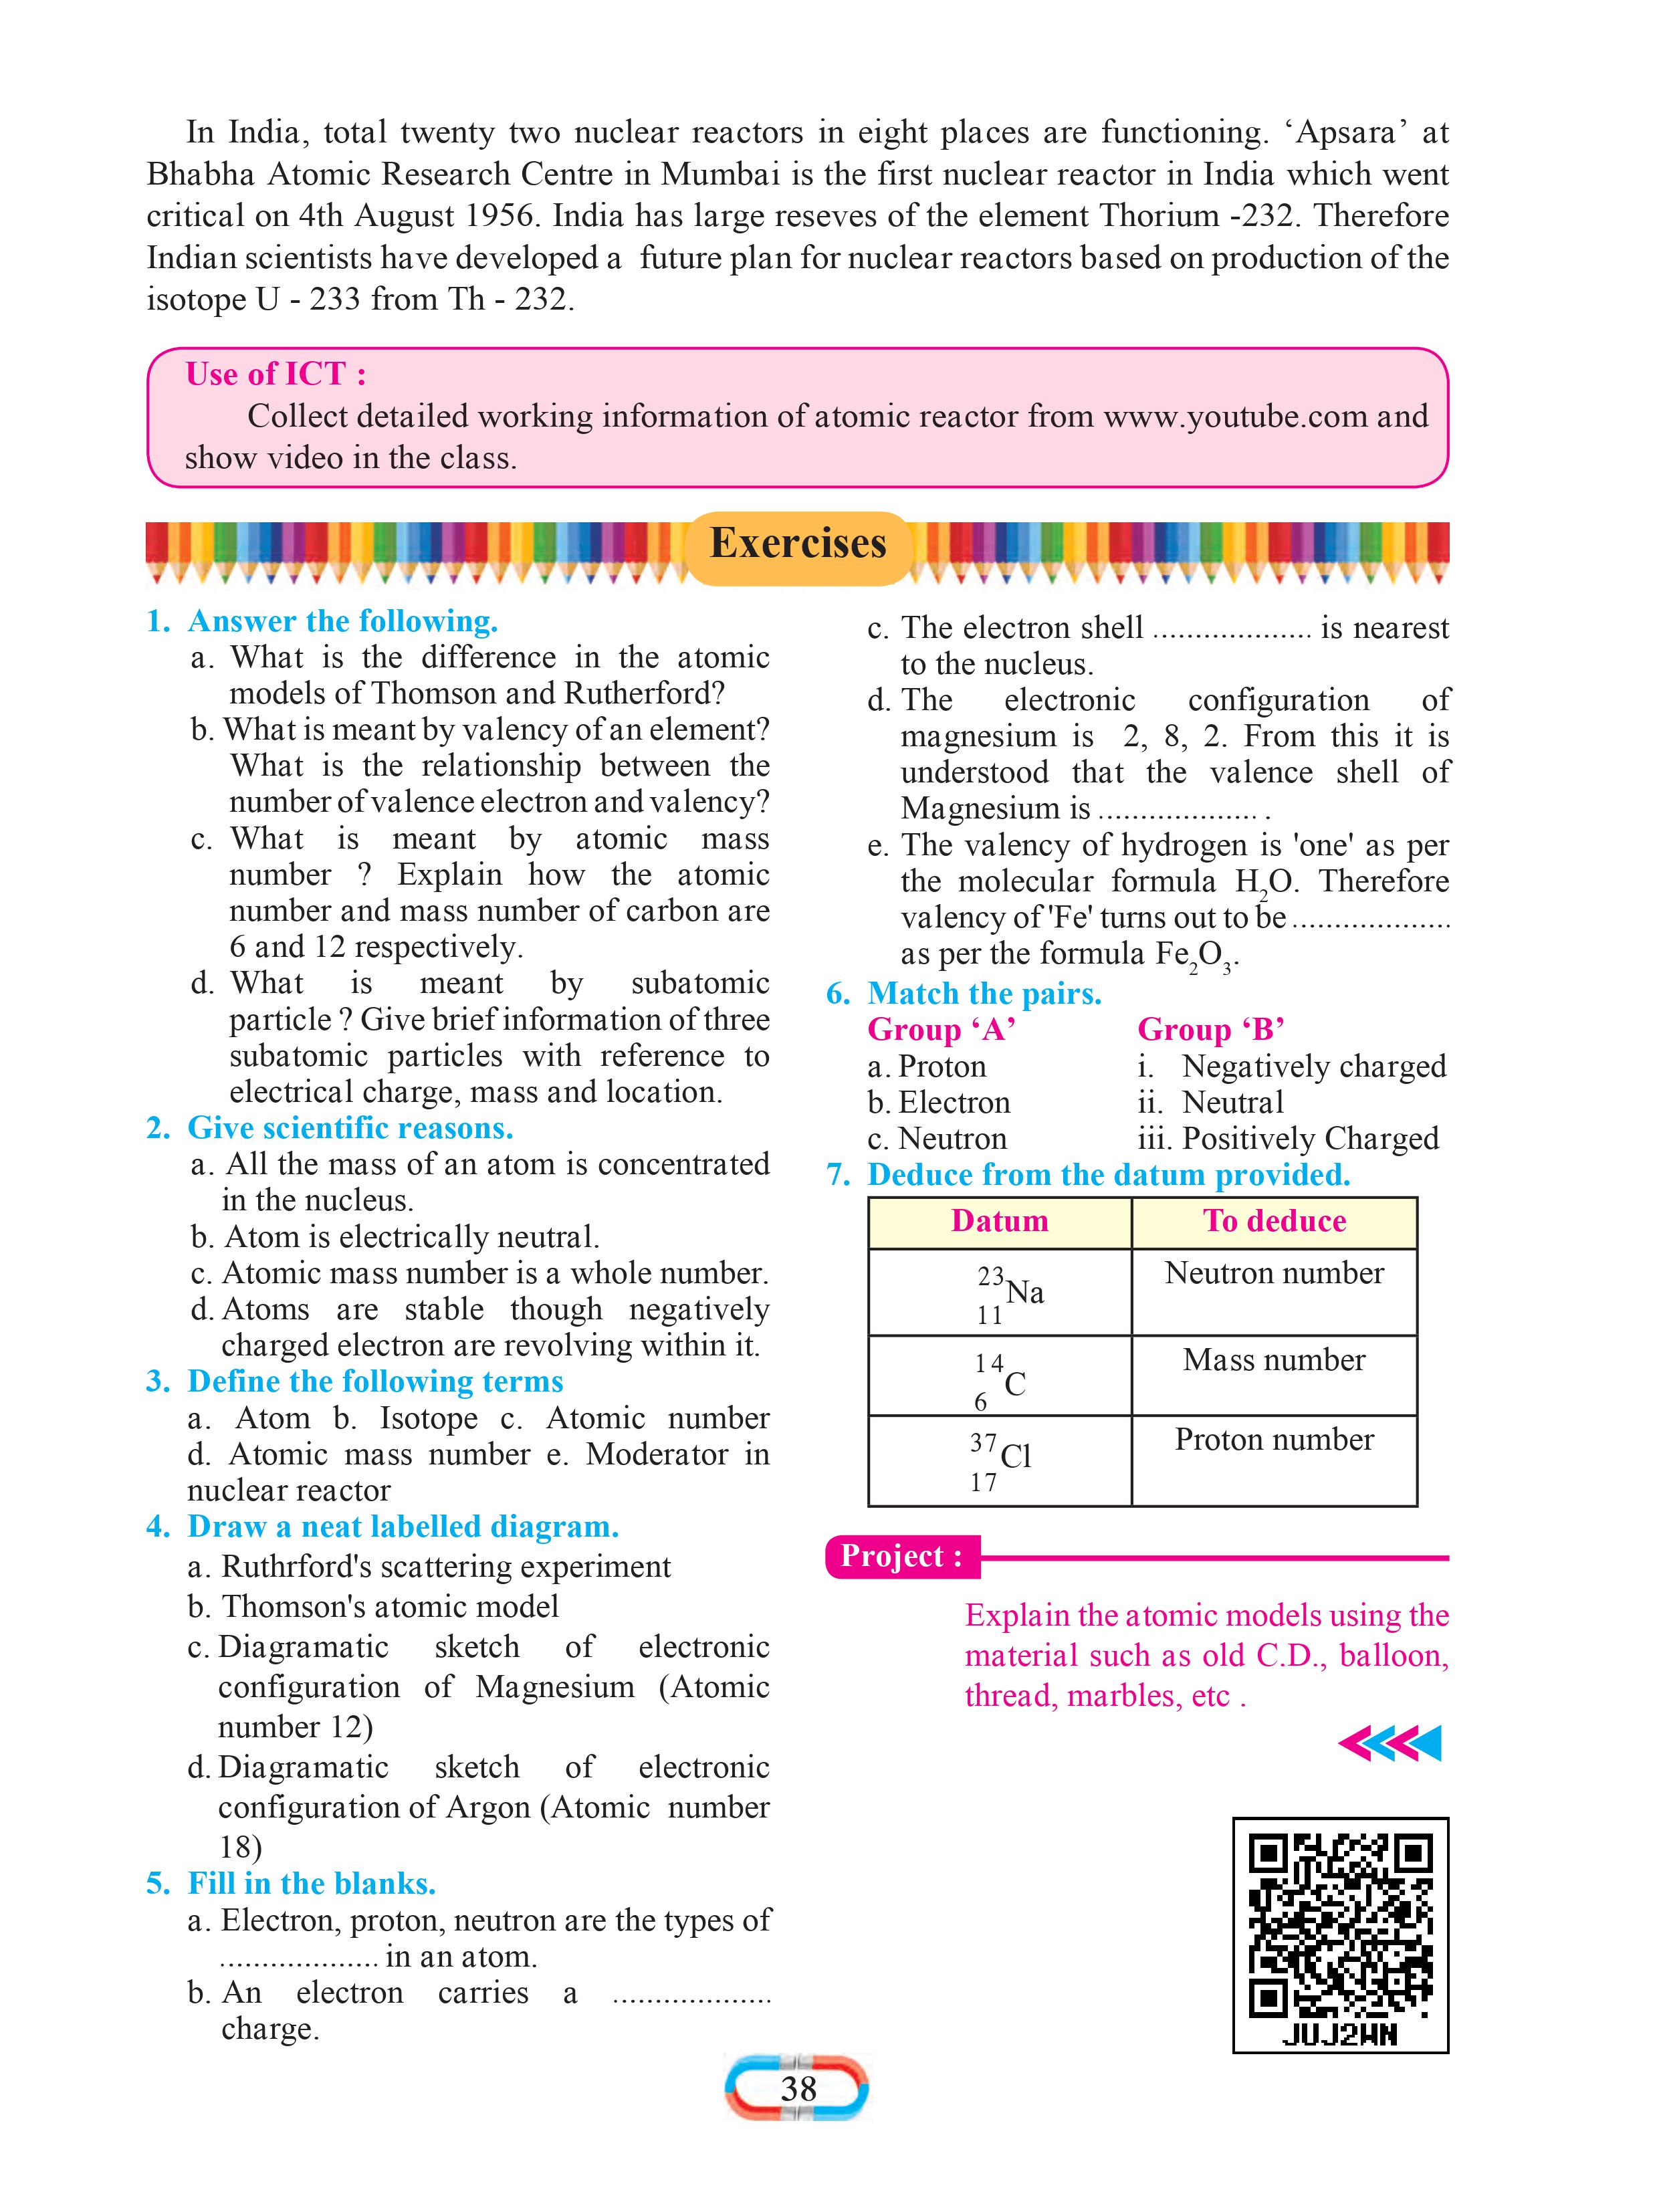 In India, total twenty two nuclear reactors in eight places are functioning. ‘Apsara’ at
Bhabha Atomic Research Centre in Mumbai is the first nuclear reactor in India which went
critical on 4th August 1956. India has large reseves of the element Thorium -232. Therefore
Indian scientists have developed a future plan for nuclear reactors based on production of the
isotope U - 233 from Th - 232.
Use of ICT :
Collect detailed working information of atomic reactor from www.youtube.com and
show video in the class.
Exercises
1. Answer the following.
a. What is the difference in the atomic
models of Thomson and Rutherford?
b. What is meant by valency of an element?
What is the relationship between the
number of valence electron and valency?
c. What is meant by atomic mass
number ? Explain how the atomic
number and mass number of carbon are
6 and 12 respectively.
d. What is meant by subatomic
particle ? Give brief information of three
subatomic particles with reference to
electrical charge, mass and location.
2. Give scientific reasons.
a. All the mass of an atom is concentrated
in the nucleus.
b. Atom is electrically neutral.
c. Atomic mass number is a whole number.
d. Atoms are stable though negatively
charged electron are revolving within it.
3. Define the following terms
a. Atom b. Isotope c. Atomic number
d. Atomic mass number e. Moderator in
nuclear reactor
4. Draw a neat labelled diagram.
a. Ruthrford's scattering experiment
b. Thomson's atomic model
c. Diagramatic sketch of electronic
configuration of Magnesium (Atomic
number 12)
d. Diagramatic sketch of electronic
configuration of Argon (Atomic number
18)
5. Fill in the blanks.
a. Electron, proton, neutron are the types of
................... in an atom.
b. An electron carries a ...................
charge.
c. The electron shell ................... is nearest
to the nucleus.
d. The electronic configuration of
magnesium is 2, 8, 2. From this it is
understood that the valence shell of
Magnesium is ................... .
e. The valency of hydrogen is 'one' as per
the molecular formula H₂O. Therefore
valency of 'Fe' turns out to be ...................
as per the formula Fe₂O₃.
6. Match the pairs.
Group ‘A’ Group ‘B’
a. Proton i. Negatively charged
b. Electron ii. Neutral
c. Neutron iii. Positively Charged
7. Deduce from the datum provided.
Datum To deduce
²³₁₁Na Neutron number
¹⁴₆C Mass number
³⁷₁₇Cl Proton number
Project :
Explain the atomic models using the
material such as old C.D., balloon,
thread, marbles, etc .
JUJ2HN
38